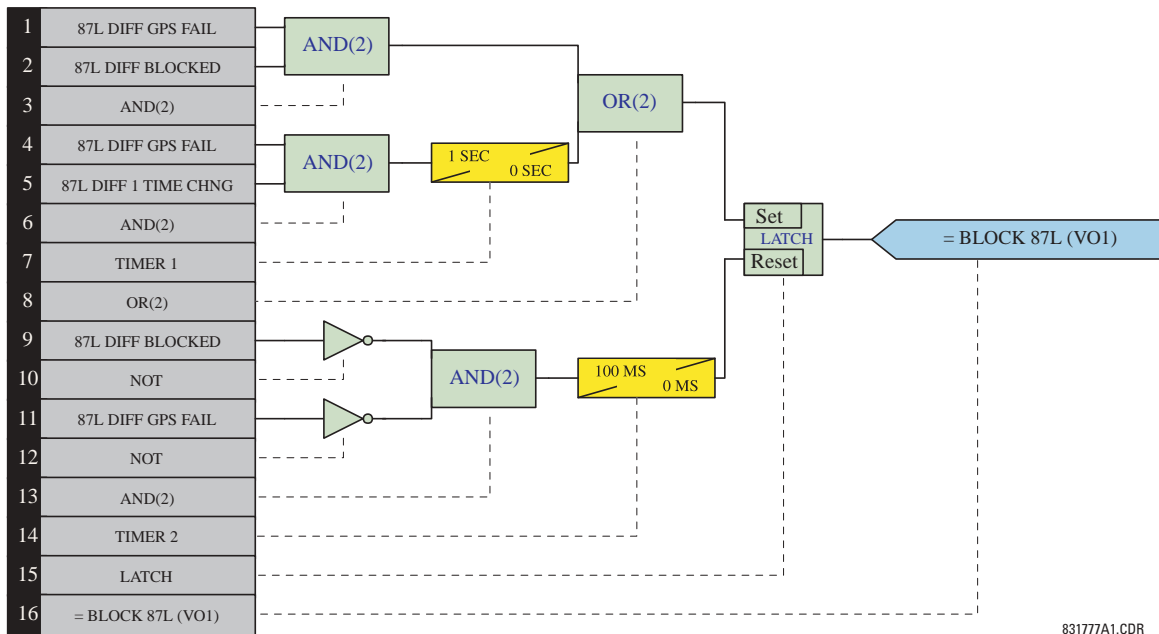 1 87L DIFF GPS FAIL
2 87L DIFF BLOCKED
3 AND(2)
4 87L DIFF GPS FAIL
5 87L DIFF 1 TIME CHNG
6 AND(2)
7 TIMER 1
8 OR(2)
9 87L DIFF BLOCKED
10 NOT
11 87L DIFF GPS FAIL
12 NOT
13 AND(2)
14 TIMER 2
15 LATCH
16 = BLOCK 87L (VO1)
AND(2)
AND(2)
1 SEC
0 SEC
OR(2)
AND(2)
100 MS
0 MS
Set
LATCH
Reset
= BLOCK 87L (VO1)
831777A1.CDR